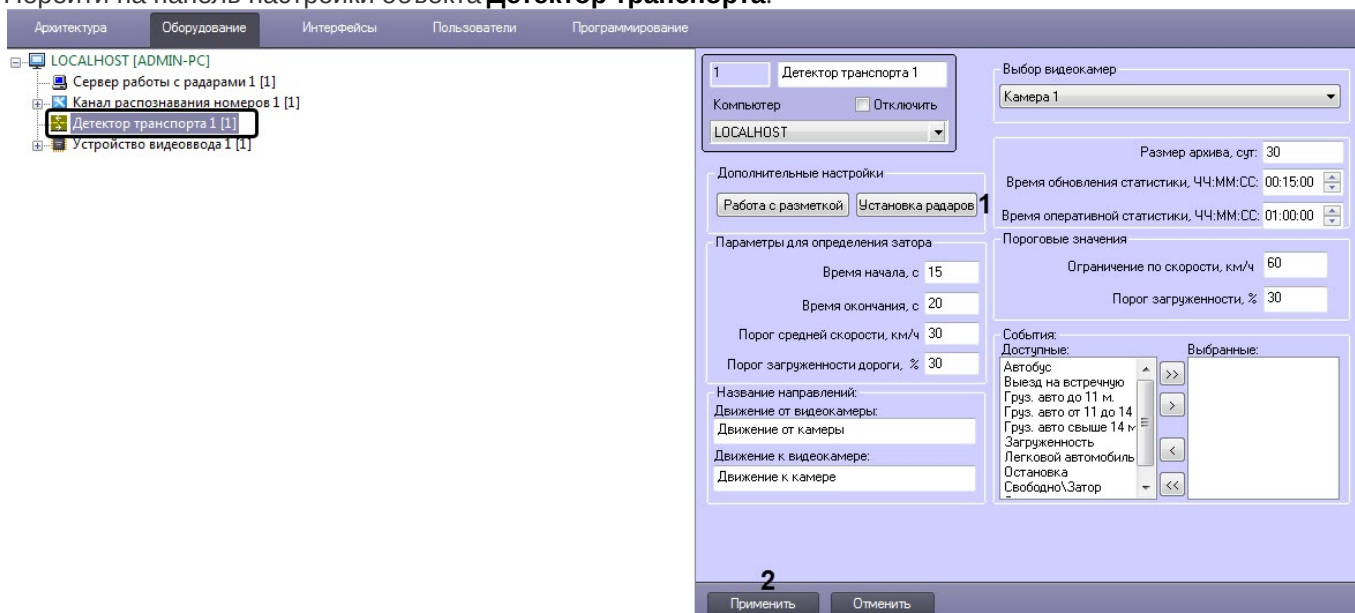 Перейти на панель настройки объекта Детектор транспорта.
Архитектура Оборудование Интерфейсы Пользователи Программирование
LOCALHOST [ADMIN-PC]
Сервер работы с радарами 1 [1]
Канал распознавания номеров 1 [1]
Детектор транспорта 1 [1]
Устройство видеоввода 1 [1]
1 Детектор транспорта 1
Компьютер Отключить
LOCALHOST
Дополнительные настройки
Работа с разметкой Установка радаров 1
Параметры для определения затора
Время начала, с 15
Время окончания, с 20
Порог средней скорости, км/ч 30
Порог загруженности дороги, % 30
Название направлений:
Движение от видеокамеры:
Движение от камеры
Движение к видеокамере:
Движение к камере
Выбор видеокамер
Камера 1
Размер архива, сут: 30
Время обновления статистики, ЧЧ:ММ:СС: 00:15:00
Время оперативной статистики, ЧЧ:ММ:СС: 01:00:00
Пороговые значения
Ограничение по скорости, км/ч 60
Порог загруженности, % 30
События:
Доступные: Выбранные:
Автобус
Выезд на встречную
Груз. авто до 11 м.
Груз. авто от 11 до 14
Груз. авто свыше 14 м
Загруженность
Легковой автомобиль
Остановка
Свободно\Затор
>>
>
<
<<
2
Применить Отменить